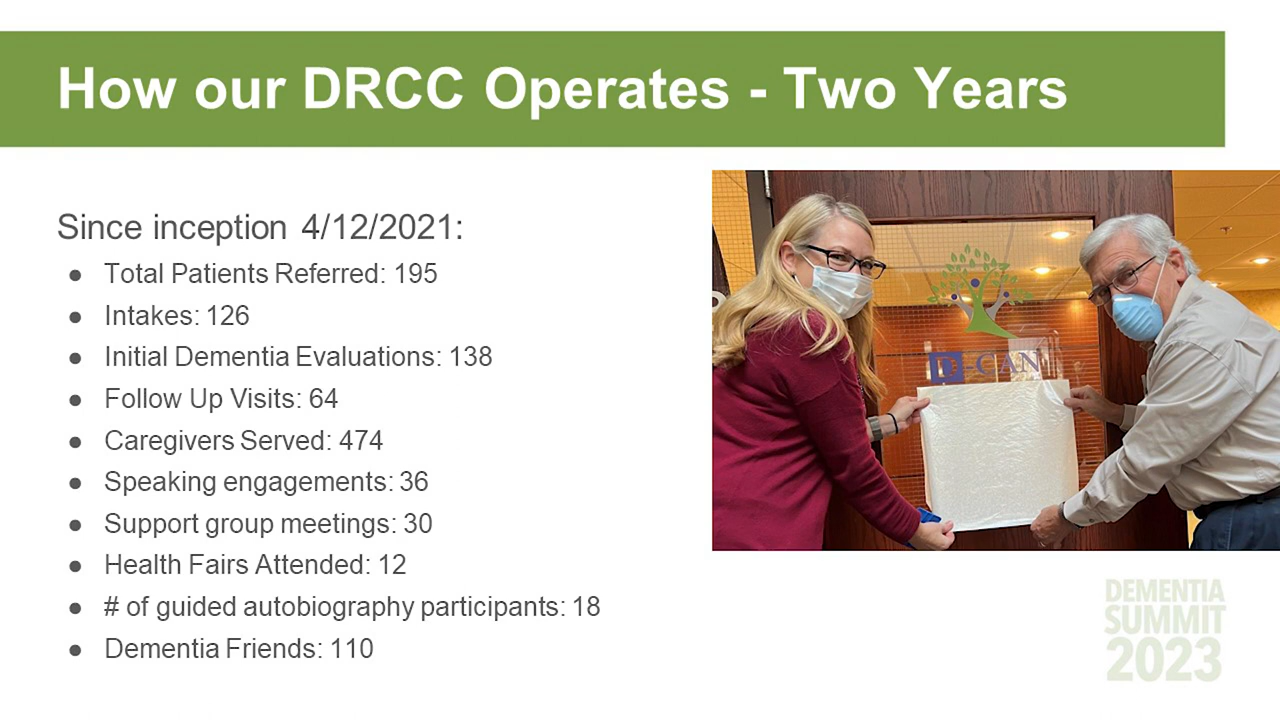 How our DRCC Operates - Two Years
Since inception 4/12/2021:
● Total Patients Referred: 195
● Intakes: 126
● Initial Dementia Evaluations: 138
● Follow Up Visits: 64
● Caregivers Served: 474
● Speaking engagements: 36
● Support group meetings: 30
● Health Fairs Attended: 12
● # of guided autobiography participants: 18
● Dementia Friends: 110
D-CAN
DEMENTIA
SUMMIT
2023